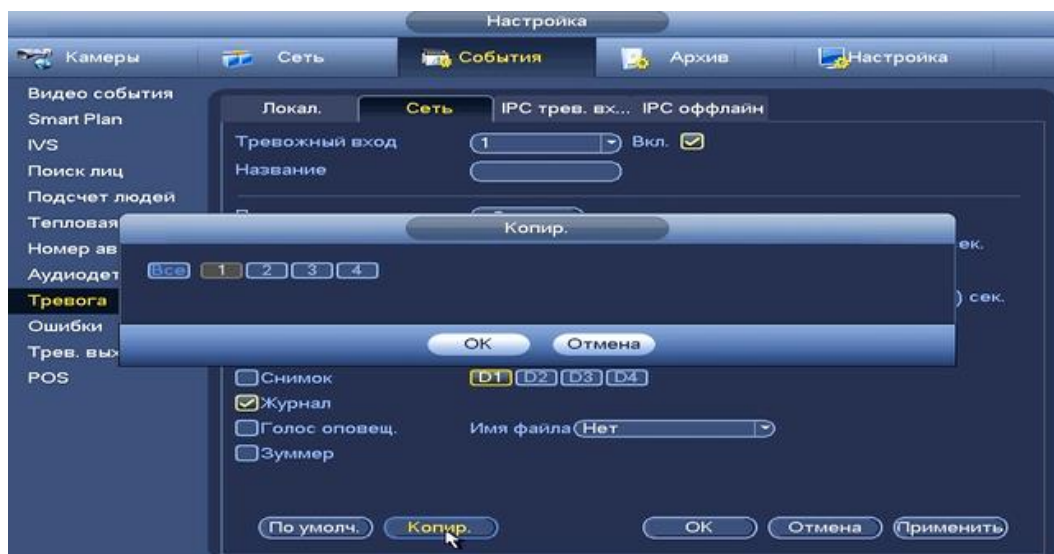 Настройка
Камеры Сеть События Архив Настройка
Видео события
Smart Plan
IVS
Поиск лиц
Подсчет людей
Тепловая
Номер ав
Аудиодет
Тревога
Ошибки
Трев. вых
POS
Локал. Сеть IPC трев. вх... IPC оффлайн
Тревожный вход 1 Вкл.
Название
Копир.
ек.
Все 1 2 3 4
) сек.
OK Отмена
Снимок D1 D2 D3 D4
Журнал
Голос оповещ. Имя файла Нет
Зуммер
По умолч. Копир. OK Отмена Применить